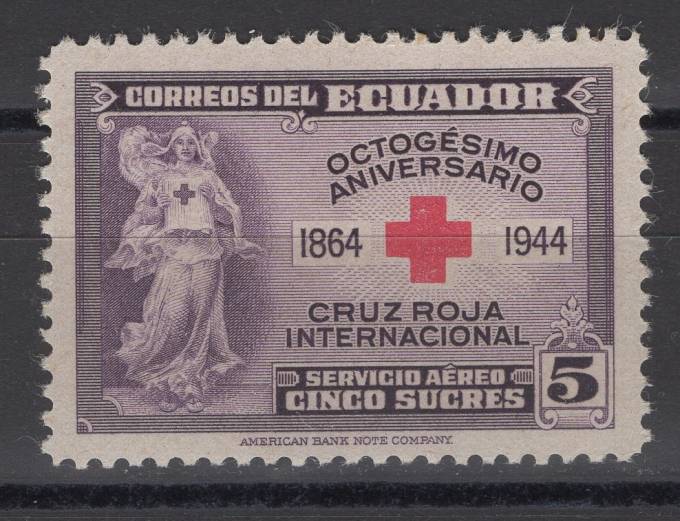 CORREOS DEL ECUADOR
OCTOGÉSIMO
ANIVERSARIO
1864 1944
CRUZ ROJA
INTERNACIONAL
SERVICIO AÉREO
CINCO SUCRES
5
AMERICAN BANK NOTE COMPANY.